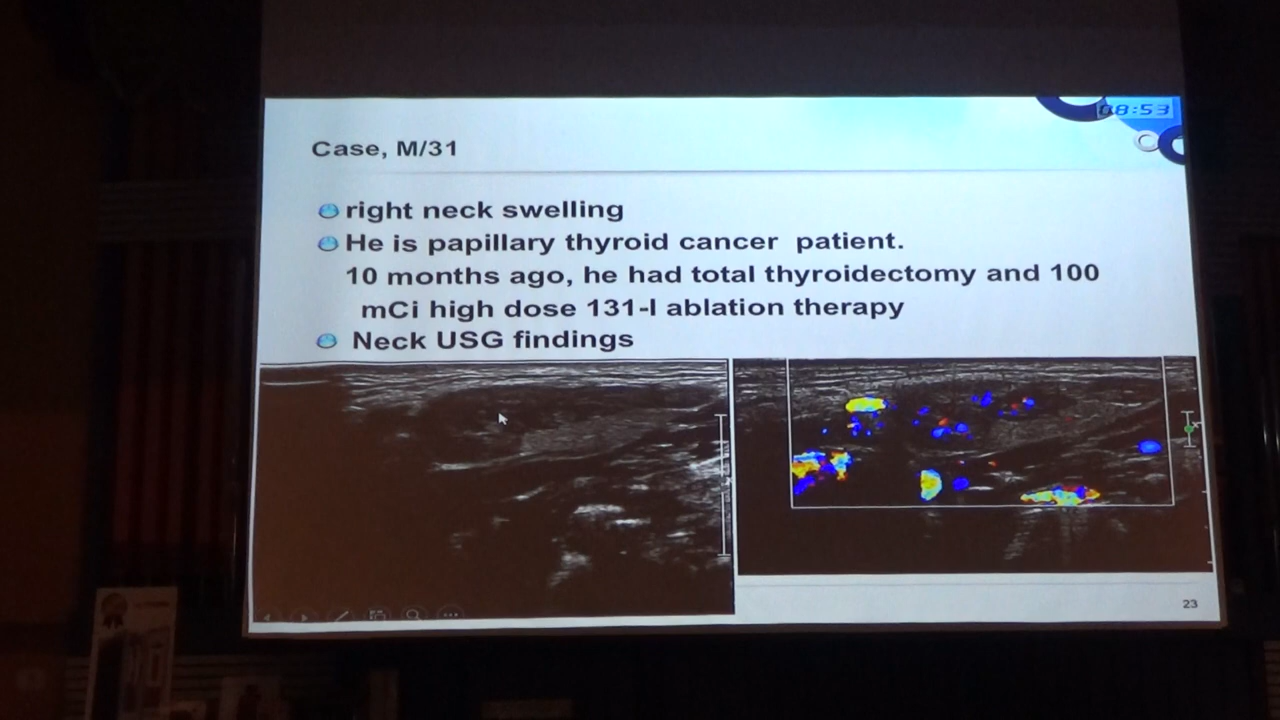 08:53
Case, M/31
right neck swelling
He is papillary thyroid cancer patient.
10 months ago, he had total thyroidectomy and 100
mCi high dose 131-I ablation therapy
Neck USG findings
23